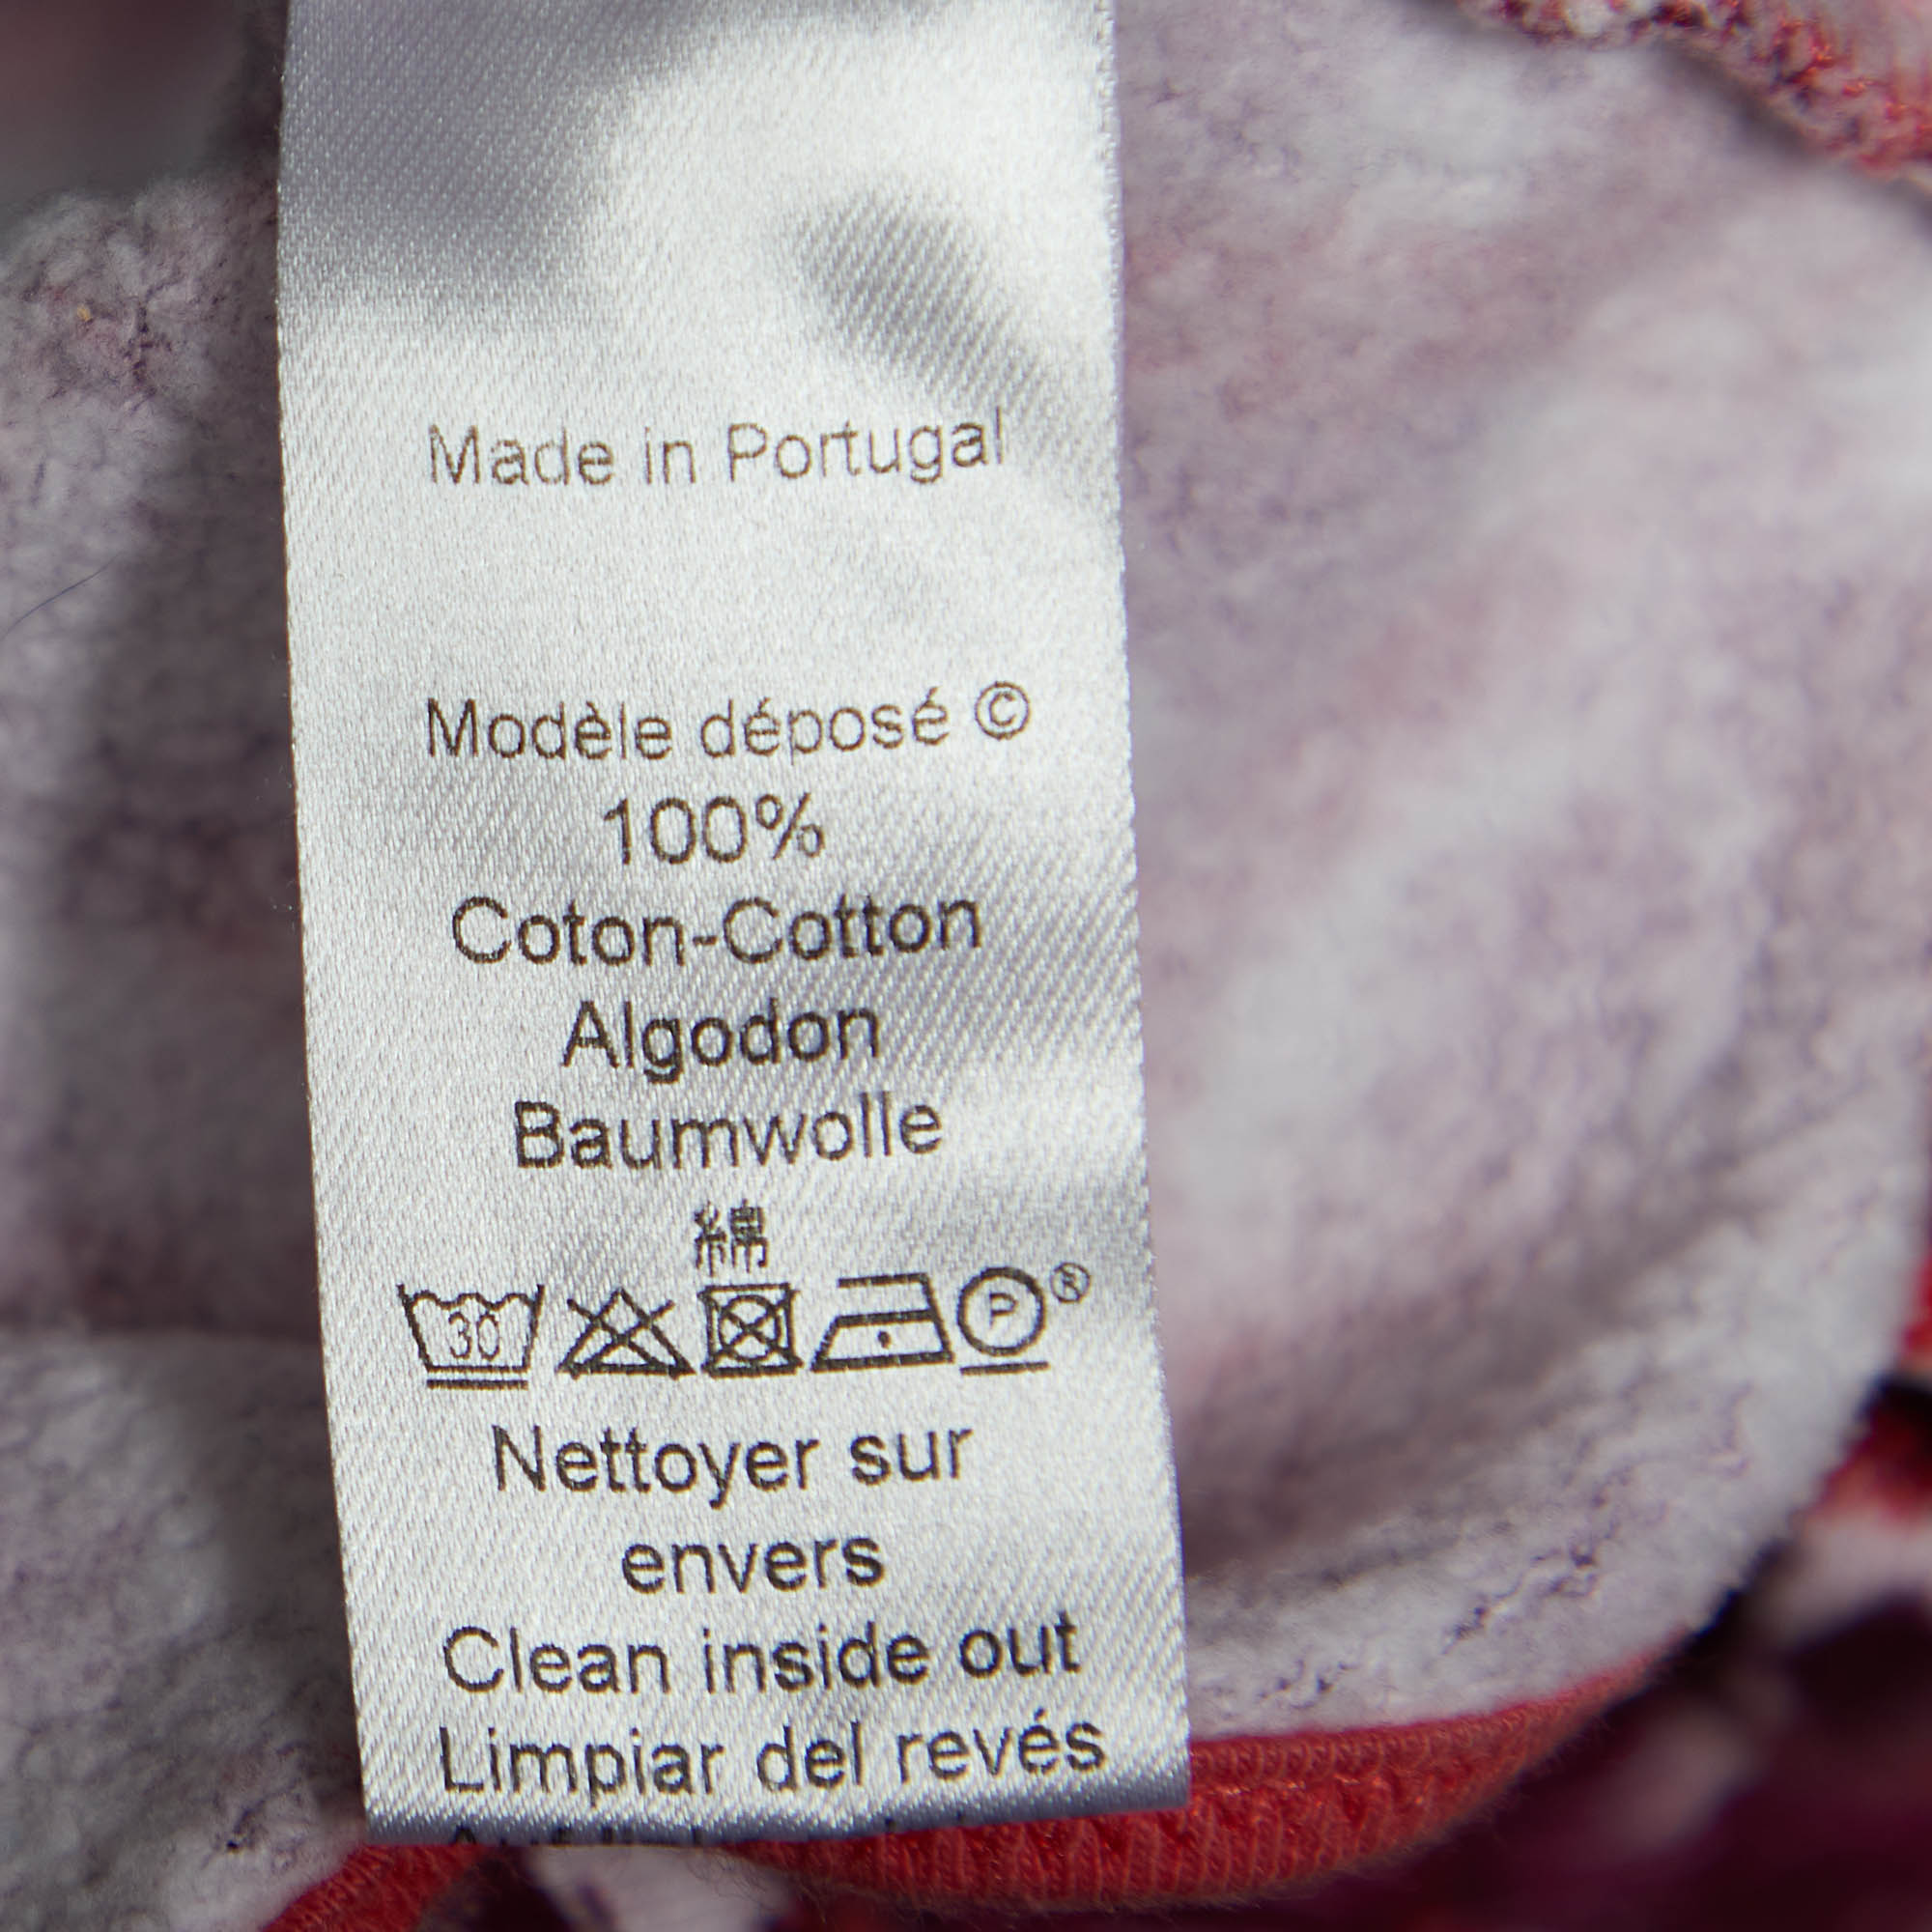 Made in Portugal
Modèle déposé ©
100%
Coton-Cotton
Algodon
Baumwolle
綿
30 P ®
Nettoyer sur
envers
Clean inside out
Limpiar del revés